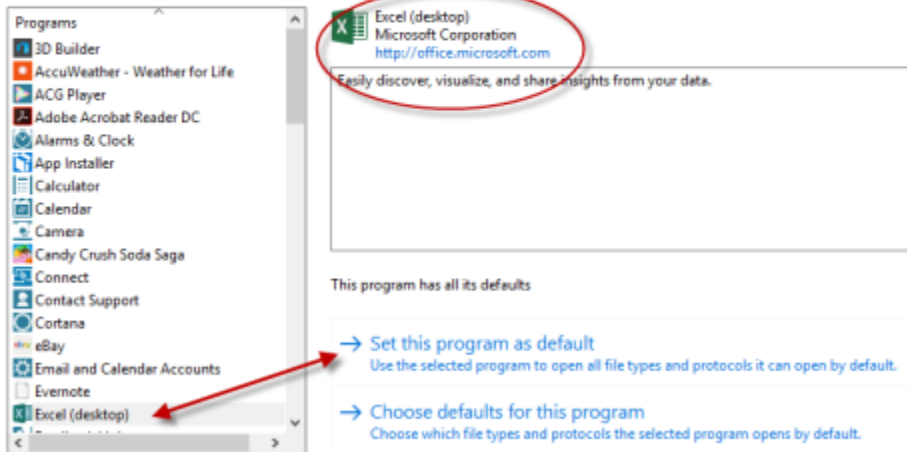 Programs
3D Builder
AccuWeather - Weather for Life
ACG Player
Adobe Acrobat Reader DC
Alarms & Clock
App Installer
Calculator
Calendar
Camera
Candy Crush Soda Saga
Connect
Contact Support
Cortana
eBay
Email and Calendar Accounts
Evernote
Excel (desktop)
Excel (desktop)
Microsoft Corporation
http://office.microsoft.com
Easily discover, visualize, and share insights from your data.
This program has all its defaults
Set this program as default
Use the selected program to open all file types and protocols it can open by default.
Choose defaults for this program
Choose which file types and protocols the selected program opens by default.